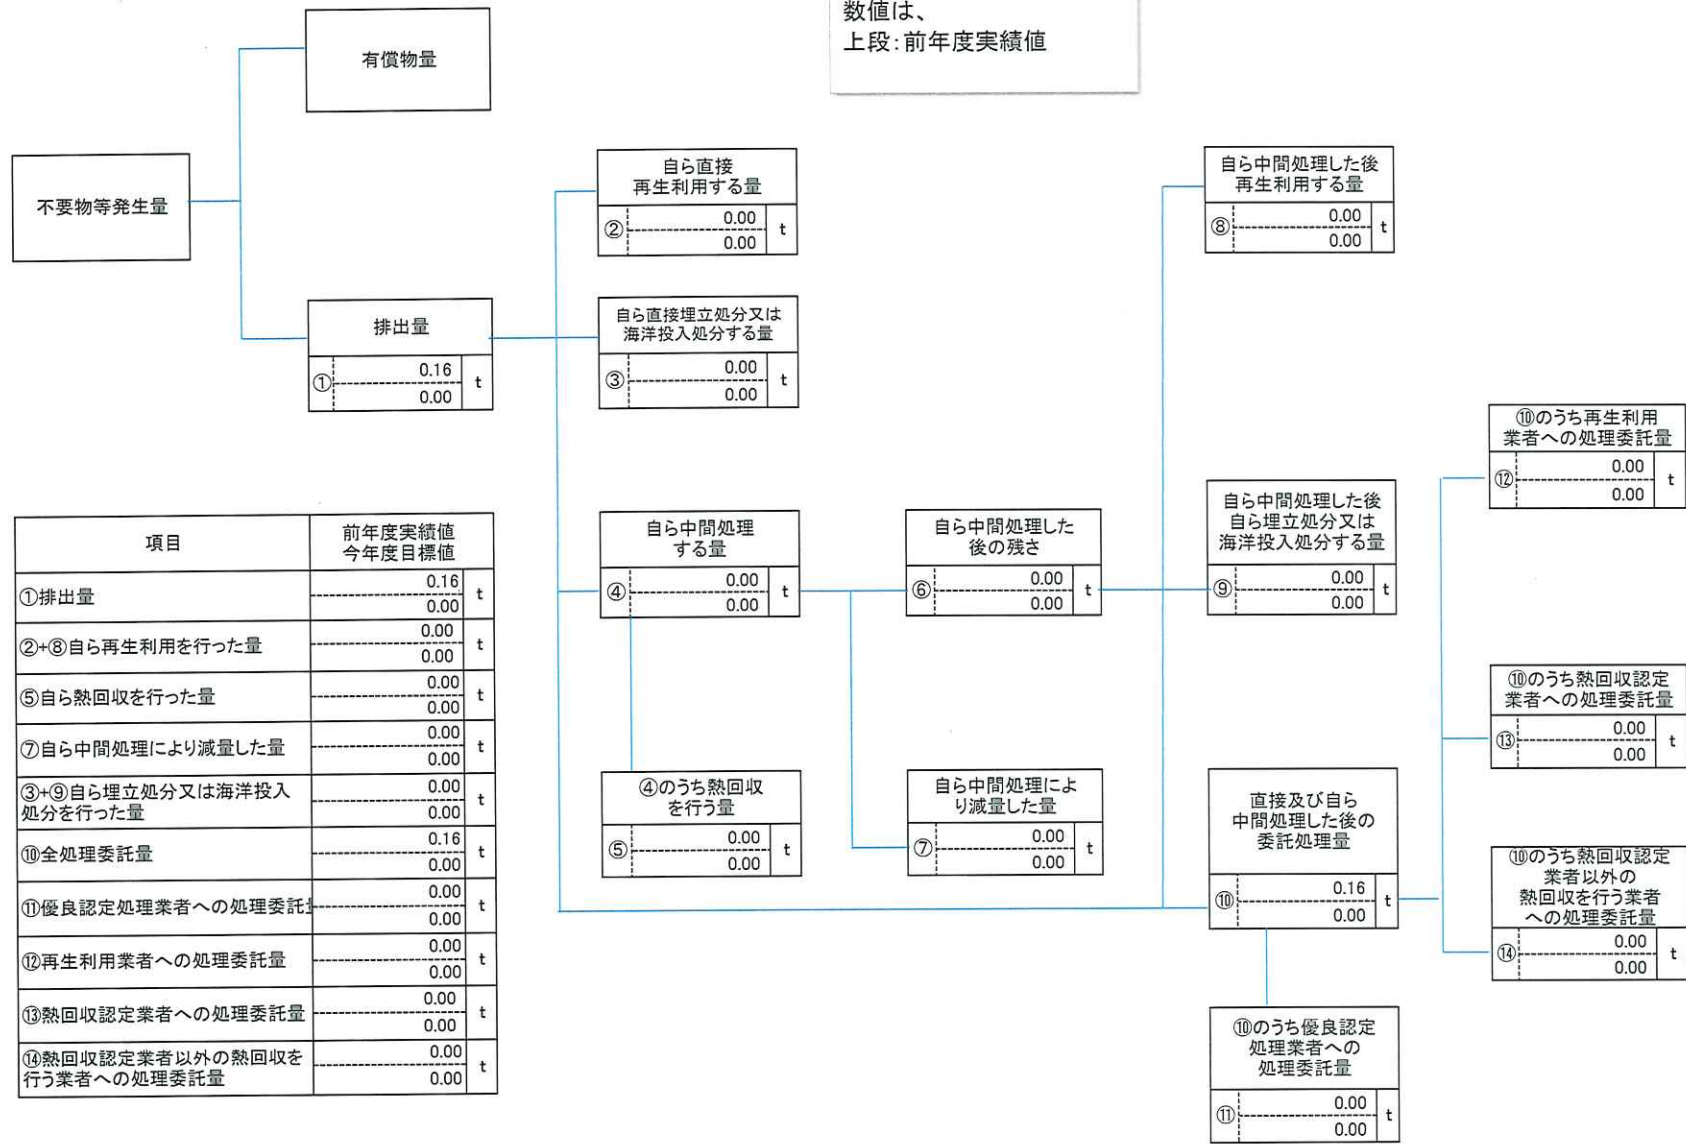 数値は、
上段:前年度実績値
有償物量
不要物等発生量
排出量
① 0.16 t
0.00
自ら直接
再生利用する量
② 0.00 t
0.00
自ら直接埋立処分又は
海洋投入処分する量
③ 0.00 t
0.00
自ら中間処理
する量
④ 0.00 t
0.00
④のうち熱回収
を行う量
⑤ 0.00 t
0.00
自ら中間処理した
後の残さ
⑥ 0.00 t
0.00
自ら中間処理によ
り減量した量
⑦ 0.00 t
0.00
自ら中間処理した後
再生利用する量
⑧ 0.00 t
0.00
自ら中間処理した後
自ら埋立処分又は
海洋投入処分する量
⑨ 0.00 t
0.00
直接及び自ら
中間処理した後の
委託処理量
⑩ 0.16 t
0.00
⑩のうち優良認定
処理業者への
処理委託量
⑪ 0.00 t
0.00
⑩のうち再生利用
業者への処理委託量
⑫ 0.00 t
0.00
⑩のうち熱回収認定
業者への処理委託量
⑬ 0.00 t
0.00
⑩のうち熱回収認定
業者以外の
熱回収を行う業者
への処理委託量
⑭ 0.00 t
0.00
項目 前年度実績値
今年度目標値
①排出量 0.16 t
0.00
②+⑧自ら再生利用を行った量 0.00 t
0.00
⑤自ら熱回収を行った量 0.00 t
0.00
⑦自ら中間処理により減量した量 0.00 t
0.00
③+⑨自ら埋立処分又は海洋投入 0.00 t
処分を行った量 0.00
⑩全処理委託量 0.16 t
0.00
⑪優良認定処理業者への処理委託 0.00 t
0.00
⑫再生利用業者への処理委託量 0.00 t
0.00
⑬熱回収認定業者への処理委託量 0.00 t
0.00
⑭熱回収認定業者以外の熱回収を 0.00 t
行う業者への処理委託量 0.00